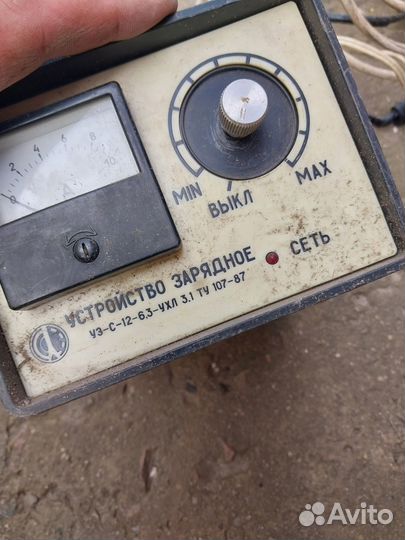 0 2 4 6 8 10
A
MIN ВЫКЛ MAX
УСТРОЙСТВО ЗАРЯДНОЕ
СЕТЬ
УЗ-С-12-6,3-УХЛ 3.1 ТУ 107-87
Avito